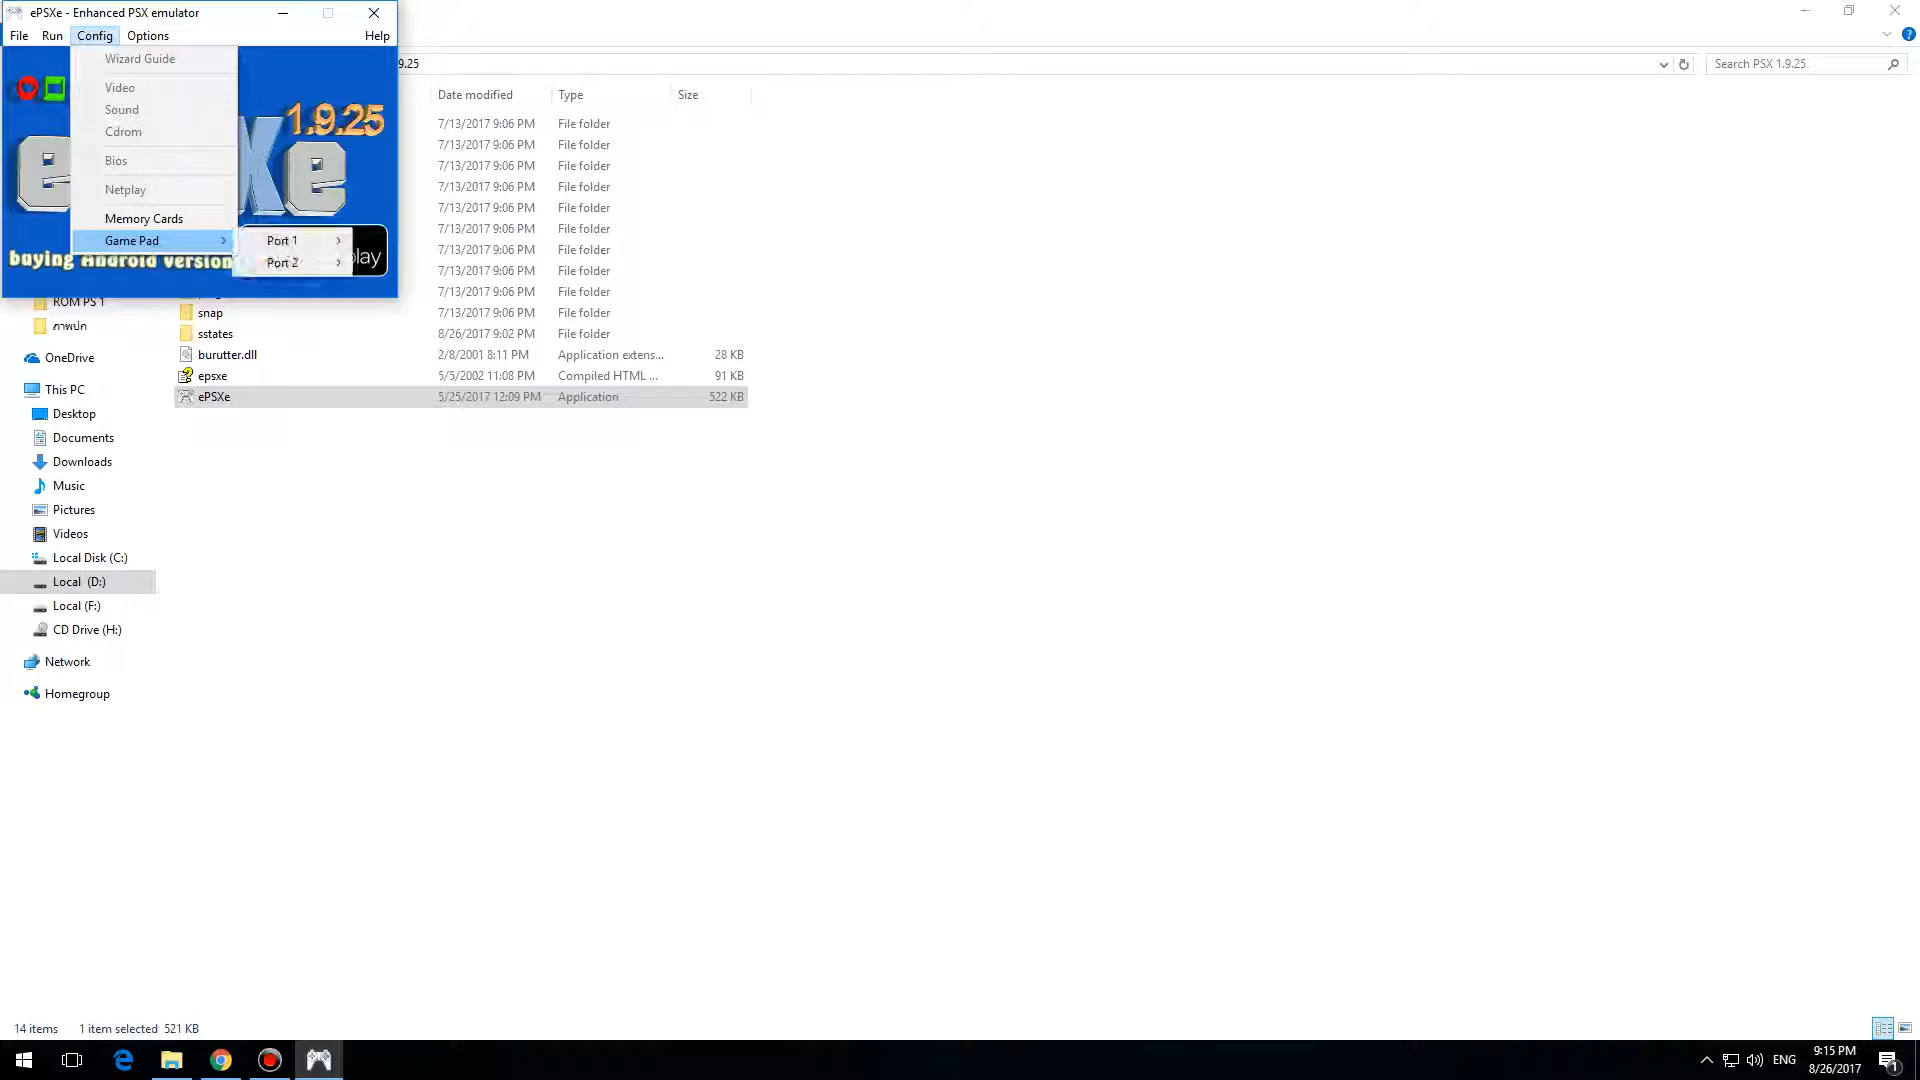 ePSXe - Enhanced PSX emulator
File Run Config Options Help
Wizard Guide
Video
Sound
Cdrom
Bios
Netplay
Memory Cards
Game Pad
Port 1
Port 2
1.9.25
e Xe
buying Android version
lay
9.25
Search PSX 1.9.25
Date modified Type Size
7/13/2017 9:06 PM File folder
7/13/2017 9:06 PM File folder
7/13/2017 9:06 PM File folder
7/13/2017 9:06 PM File folder
7/13/2017 9:06 PM File folder
7/13/2017 9:06 PM File folder
7/13/2017 9:06 PM File folder
7/13/2017 9:06 PM File folder
7/13/2017 9:06 PM File folder
snap 7/13/2017 9:06 PM File folder
sstates 8/26/2017 9:02 PM File folder
burutter.dll 2/8/2001 8:11 PM Application extens... 28 KB
epsxe 5/5/2002 11:08 PM Compiled HTML ... 91 KB
ePSXe 5/25/2017 12:09 PM Application 522 KB
ROM PS 1
ภาพปก
OneDrive
This PC
Desktop
Documents
Downloads
Music
Pictures
Videos
Local Disk (C:)
Local (D:)
Local (F:)
CD Drive (H:)
Network
Homegroup
14 items 1 item selected 521 KB
ENG
9:15 PM
8/26/2017
1